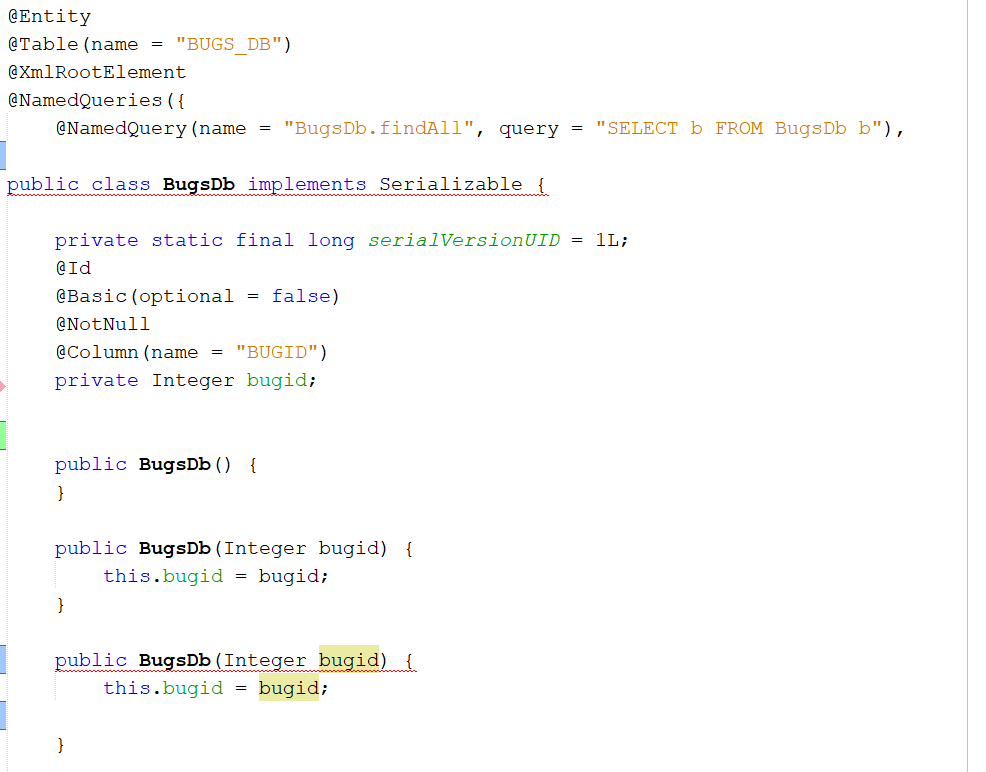 @Entity
@Table(name = "BUGS_DB")
@XmlRootElement
@NamedQueries({
    @NamedQuery(name = "BugsDb.findAll", query = "SELECT b FROM BugsDb b"),
public class BugsDb implements Serializable {
    private static final long serialVersionUID = 1L;
    @Id
    @Basic(optional = false)
    @NotNull
    @Column(name = "BUGID")
    private Integer bugid;
    public BugsDb() {
    }
    public BugsDb(Integer bugid) {
        this.bugid = bugid;
    }
    public BugsDb(Integer bugid) {
        this.bugid = bugid;
    }